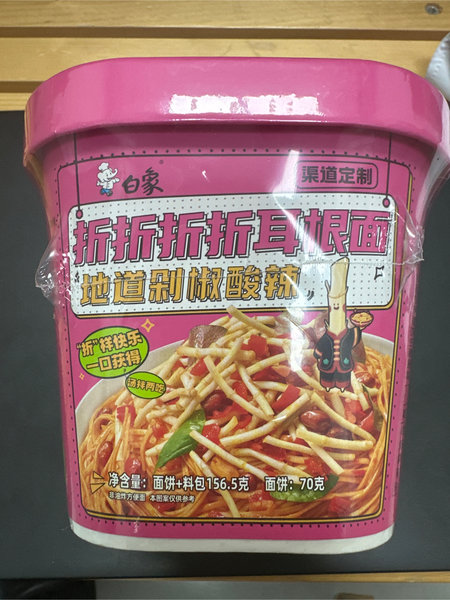 白象
渠道定制
折折折折耳根面
地道剁椒酸辣
"折"样快乐
一口获得
汤拌两吃
净含量：面饼+料包156.5克 面饼：70克
非油炸方便面 本图案仅供参考